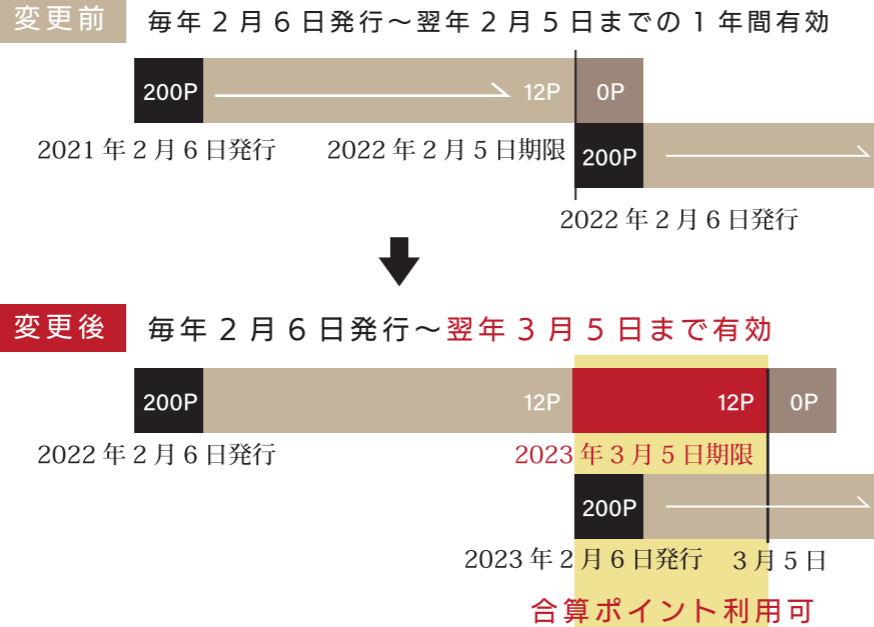 変更前
毎年2月6日発行～翌年2月5日までの1年間有効
200P
12P
0P
2021年2月6日発行
2022年2月5日期限
200P
2022年2月6日発行
変更後
毎年2月6日発行～翌年3月5日まで有効
200P
12P
12P
0P
2022年2月6日発行
2023年3月5日期限
200P
2023年2月6日発行
3月5日
合算ポイント利用可